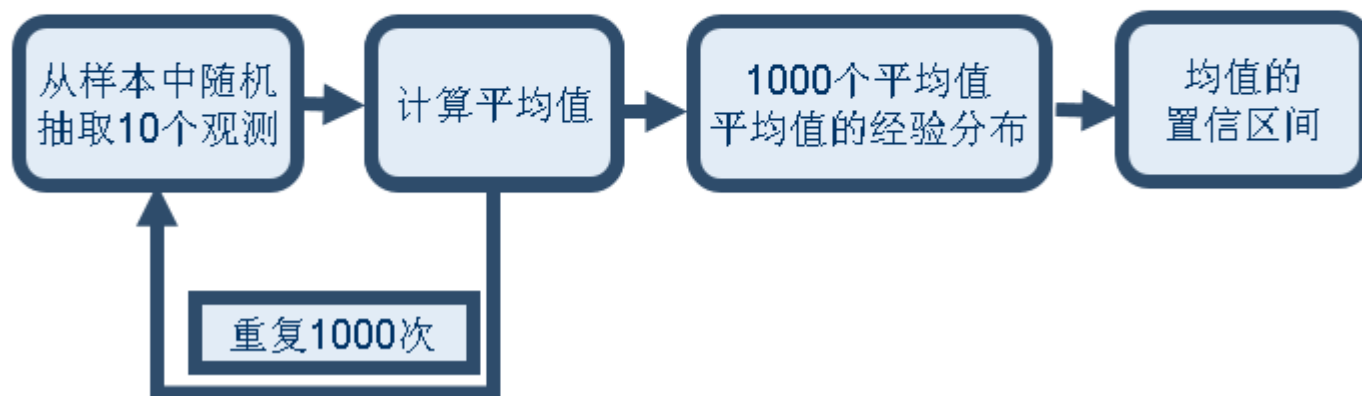 从样本中随机
抽取10个观测
计算平均值
1000个平均值
平均值的经验分布
均值的
置信区间
重复1000次